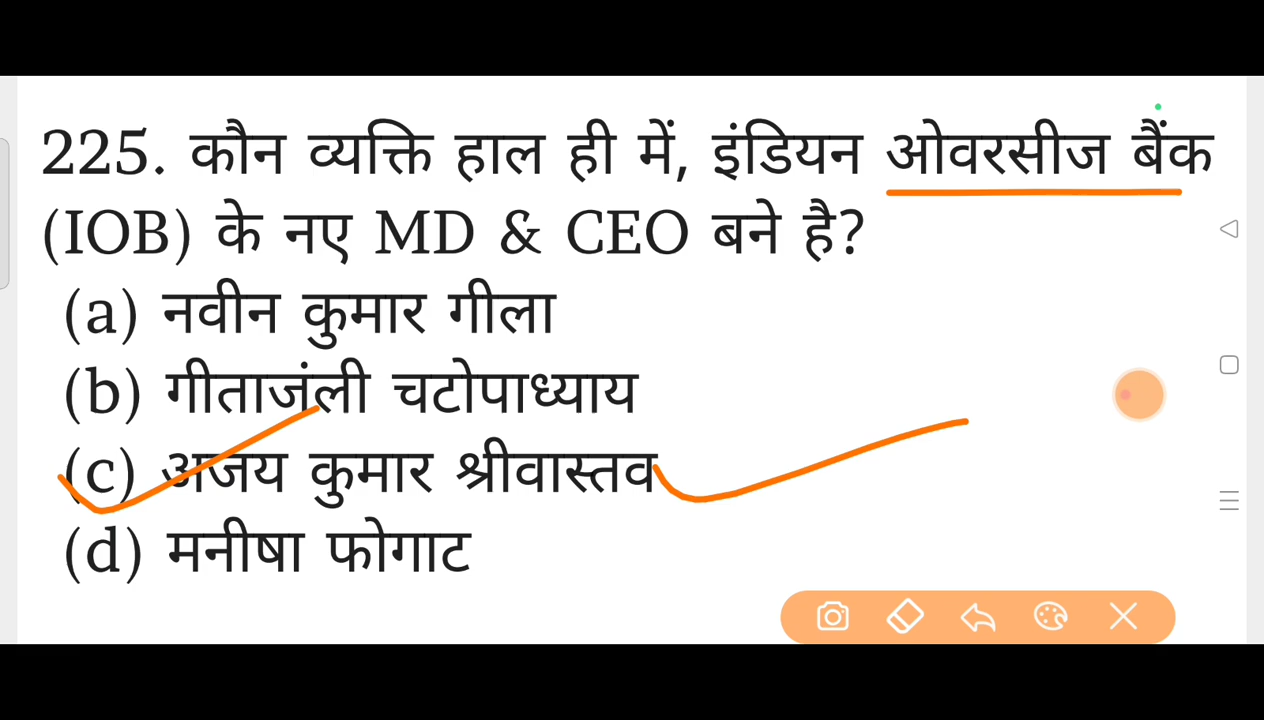 225. कौन व्यक्ति हाल ही में, इंडियन ओवरसीज बैंक
(IOB) के नए MD & CEO बने है?
(a) नवीन कुमार गीला
(b) गीताजंली चटोपाध्याय
(c) अजय कुमार श्रीवास्तव
(d) मनीषा फोगाट